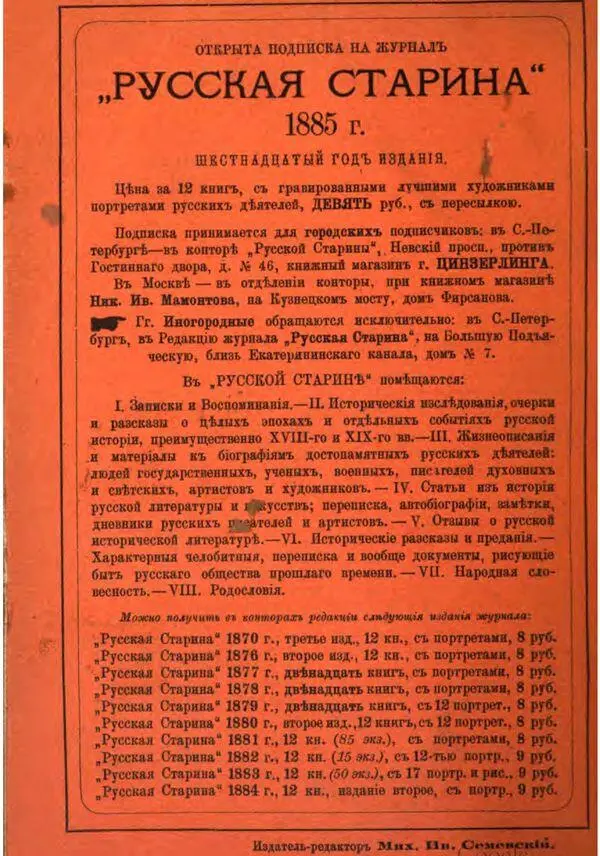 ОТКРЫТА ПОДПИСКА НА ЖУРНАЛЪ
„РУССКАЯ СТАРИНА“
1885 г.
ШЕСТНАДЦАТЫЙ ГОДЪ ИЗДАНІЯ.
Цѣна за 12 книг, съ гравированными лучшими художниками
портретами русскихъ дѣятелей, ДЕВЯТЬ руб., съ пересылкою.
Подписка принимается для городскихъ подписчиковъ: въ С.-Пе-
тербургѣ—въ конторѣ „Русской Старины“, Невскій просп., противъ
Гостиннаго двора, д. № 46, книжный магазинъ г. ЦИНЗЕРЛИНГА.
Въ Москвѣ — въ отдѣленіи конторы, при книжномъ магазинѣ
Ник. Ив. Мамонтова, на Кузнецкомъ мосту, домъ Фирсанова.
Гг. Иногородные обращаются исключительно: въ С.-Петер-
бургъ, въ Редакцію журнала „Русская Старина“, на Большую Подъя-
ческую, близь Екатерининскаго канала, домъ № 7.
Въ „РУССКОЙ СТАРИНѢ“ помѣщаются:
I. Записки и Воспоминанія.—II. Историческія изслѣдованія, очерки
и разсказы о цѣлыхъ эпохахъ и отдѣльныхъ событіяхъ русской
исторіи, преимущественно XVIII-го и XIX-го вв.—III. Жизнеописанія
и матеріалы къ біографіямъ достопамятныхъ русскихъ дѣятелей:
людей государственныхъ, ученыхъ, военныхъ, писателей духовныхъ
и свѣтскихъ, артистовъ и художниковъ. — IV. Статьи изъ исторіи
русской литературы и искусствъ; переписка, автобіографіи, замѣтки,
дневники русскихъ писателей и артистовъ. — V. Отзывы о русской
исторической литературѣ.—VI. Историческіе разсказы и преданія.—
Характерныя челобитныя, переписка и вообще документы, рисующіе
бытъ русскаго общества прошлаго времени. — VII. Народная сло-
весность.—VIII. Родословія.
Можно получить въ конторахъ редакціи слѣдующія изданія журнала:
„Русская Старина“ 1870 г., третье изд., 12 кн., съ портретами, 8 руб.
„Русская Старина“ 1876 г., второе изд., 12 кн., съ портретами, 8 руб.
„Русская Старина“ 1877 г., двѣнадцать книгъ, съ портретами, 8 руб.
„Русская Старина“ 1878 г., двѣнадцать книгъ, съ портретами, 8 руб.
„Русская Старина“ 1879 г., двѣнадцать книгъ, съ 12 портрет., 8 руб.
„Русская Старина“ 1880 г., второе изд., 12 книгъ, съ 12 портрет., 8 руб.
„Русская Старина“ 1881 г., 12 кн. (85 экз.), съ портретами, 8 руб.
„Русская Старина“ 1882 г., 12 кн. (15 экз.), съ 12-тью портр., 9 руб.
„Русская Старина“ 1883 г., 12 кн. (50 экз.), съ 17 портр. и рис., 9 руб.
„Русская Старина“ 1884 г., 12 кн., изданіе второе, съ портр., 9 руб.
Издатель-редакторъ Мих. Ив. Семевскій.